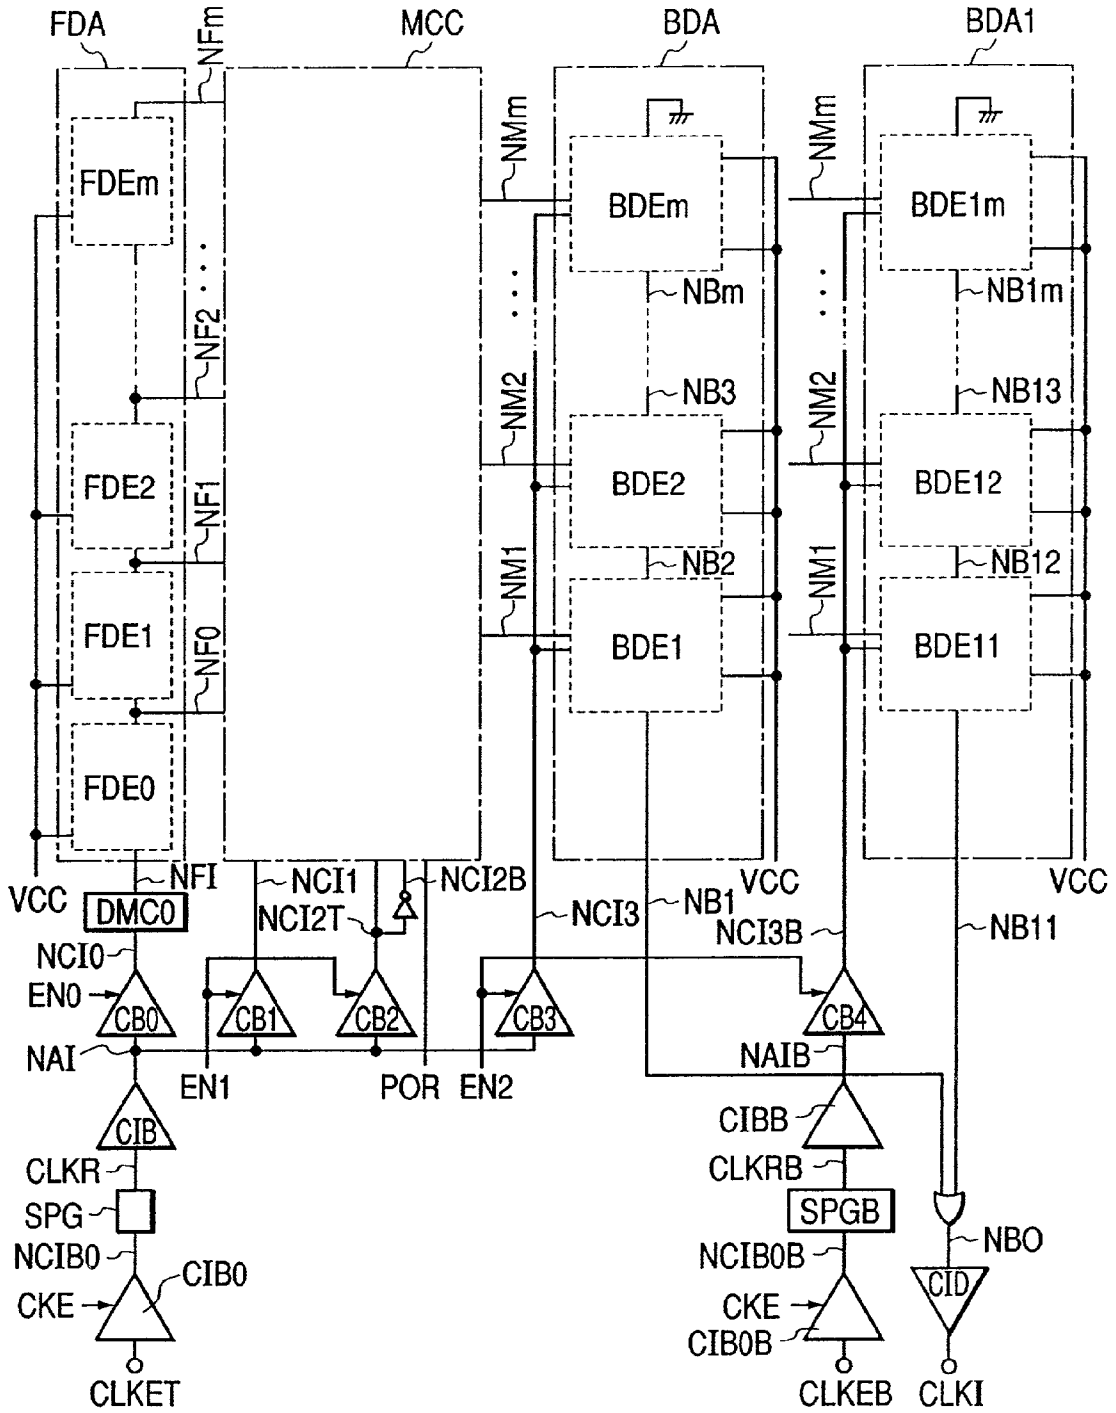 FDA
NFm
MCC
BDA
BDA1
FDEm
NMm
BDEm
NMm
BDE1m
NBm
NB1m
NF2
NM2
NB3
NM2
NB13
FDE2
NF1
BDE2
BDE12
NB2
NB12
FDE1
NF0
NM1
BDE1
NM1
BDE11
FDE0
VCC
NFI
NCI1
NCI2B
VCC
VCC
DMC0
NCI2T
NCI3
NB1
NCI3B
NB11
NCI0
EN0
CB0
CB1
CB2
CB3
CB4
NAI
EN1
POR
EN2
NAIB
CIB
CIBB
CLKR
CLKRB
SPG
SPGB
NCIB0
NCIB0B
NBO
CIB0
CKE
CKE
CID
CIB0B
CLKET
CLKEB
CLKI